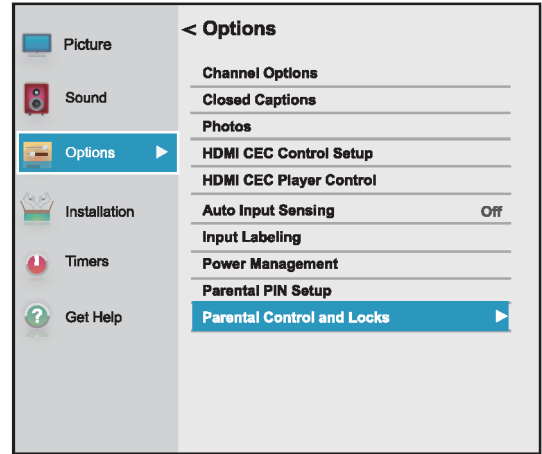 Picture
Sound
Options
Installation
Timers
Get Help
< Options
Channel Options
Closed Captions
Photos
HDMI CEC Control Setup
HDMI CEC Player Control
Auto Input Sensing Off
Input Labeling
Power Management
Parental PIN Setup
Parental Control and Locks